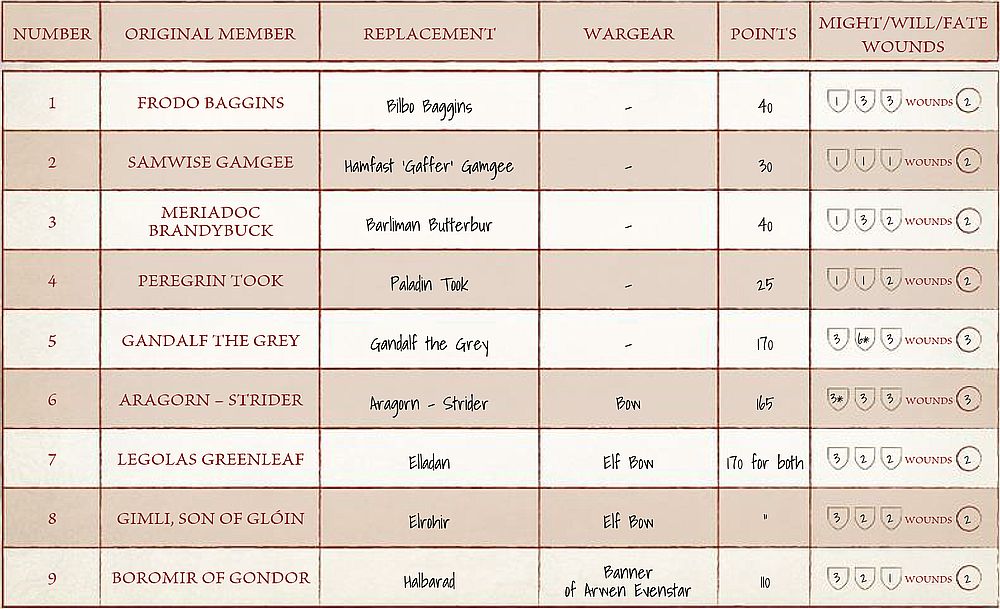 NUMBER ORIGINAL MEMBER REPLACEMENT WARGEAR POINTS MIGHT/WILL/FATE WOUNDS
1 FRODO BAGGINS Bilbo Baggins - 40 1 3 3 WOUNDS 2
2 SAMWISE GAMGEE Hamfast 'Gaffer' Gamgee - 30 1 1 1 WOUNDS 2
3 MERIADOC BRANDYBUCK Barliman Butterbur - 40 1 3 2 WOUNDS 2
4 PEREGRIN TOOK Paladin Took - 25 1 1 2 WOUNDS 2
5 GANDALF THE GREY Gandalf the Grey - 170 3 6* 3 WOUNDS 3
6 ARAGORN – STRIDER Aragorn - Strider Bow 165 3* 3 3 WOUNDS 3
7 LEGOLAS GREENLEAF Elladan Elf Bow 170 for both 3 2 2 WOUNDS 2
8 GIMLI, SON OF GLÓIN Elrohir Elf Bow " 3 2 2 WOUNDS 2
9 BOROMIR OF GONDOR Halbarad Banner of Arwen Evenstar 110 3 2 1 WOUNDS 2